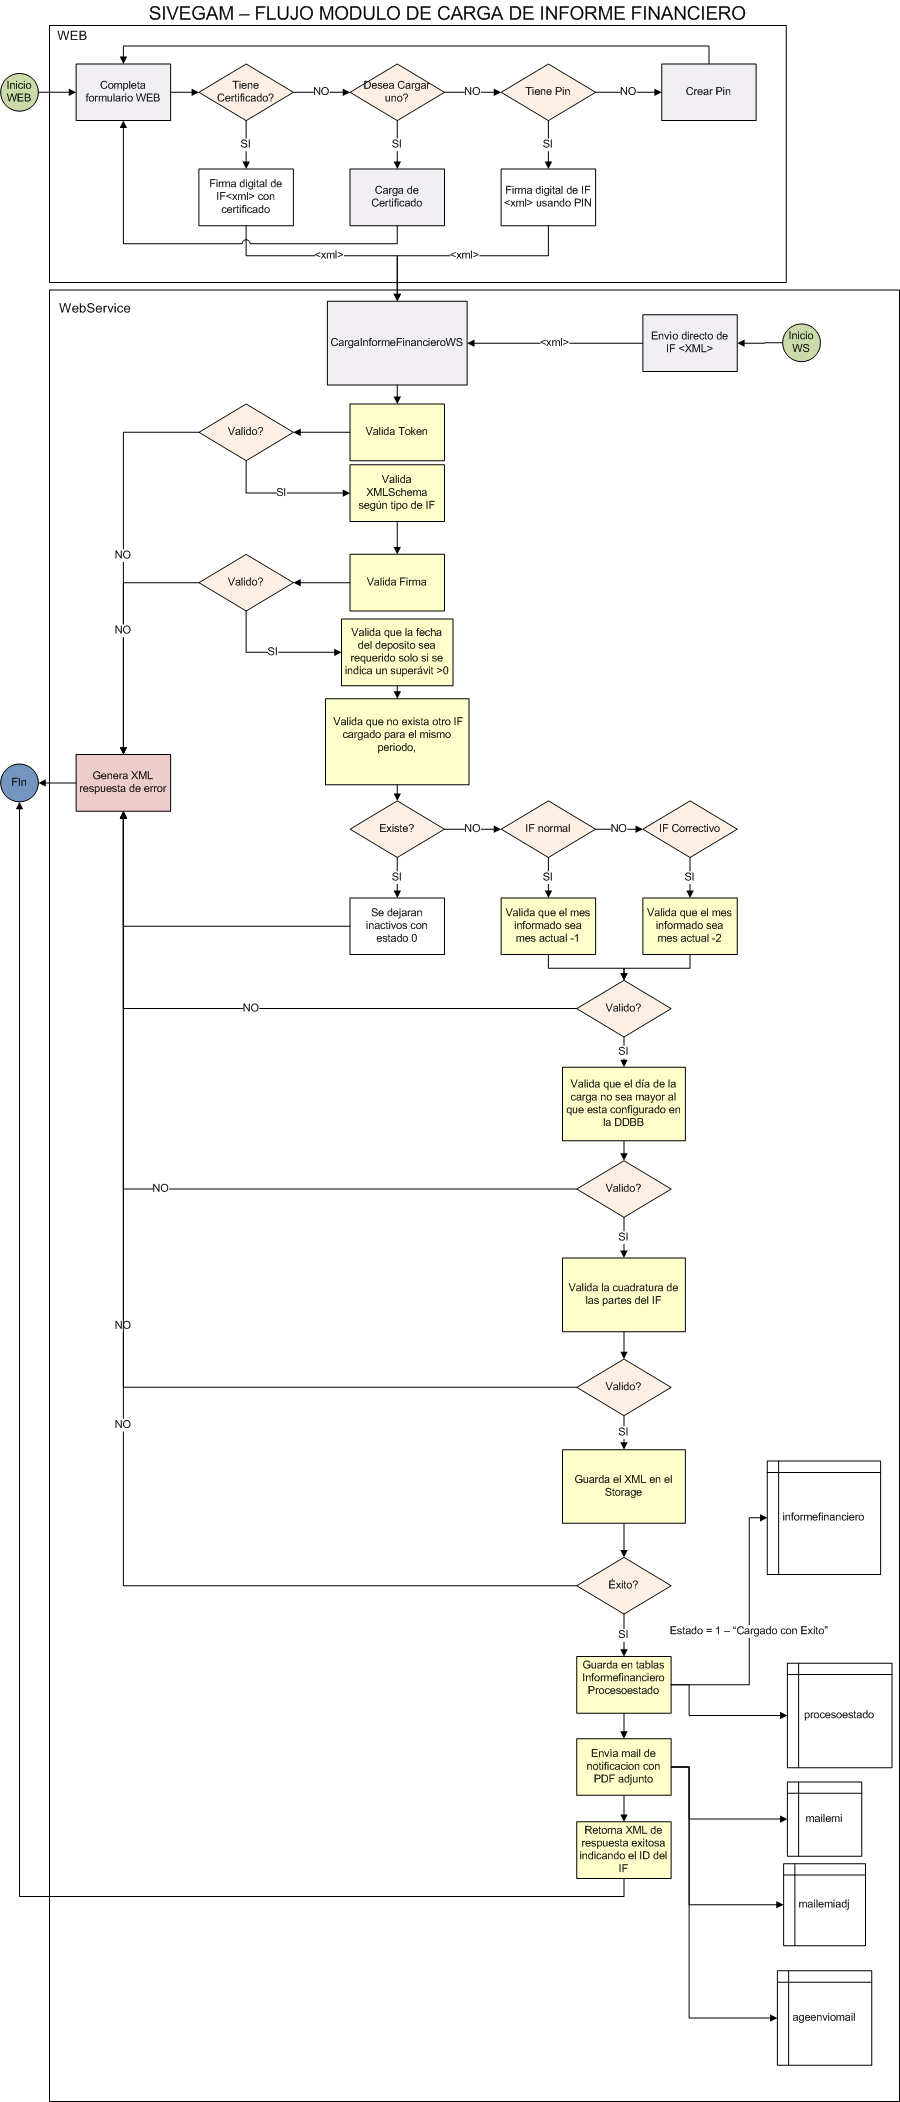 SIVEGAM – FLUJO MODULO DE CARGA DE INFORME FINANCIERO
WEB
Inicio
WEB
Completa
formulario WEB
Tiene
Certificado?
NO
Desea Cargar
uno?
NO
Tiene Pin
NO
Crear Pin
SI
SI
SI
Firma digital de
IF<xml> con
certificado
Carga de
Certificado
Firma digital de IF
<xml> usando PIN
<xml>
<xml>
WebService
CargaInformeFinancieroWS
<xml>
Envio directo de
IF <XML>
Inicio
WS
Valido?
Valida Token
SI
Valida
XMLSchema
según tipo de IF
NO
Valido?
Valida Firma
NO
SI
Valida que la fecha
del deposito sea
requerido solo si se
indica un superávit >0
Valida que no exista otro IF
cargado para el mismo
periodo,
FIn
Genera XML
respuesta de error
Existe?
NO
IF normal
NO
IF Correctivo
SI
SI
SI
Se dejaran
inactivos con
estado 0
Valida que el mes
informado sea
mes actual -1
Valida que el mes
informado sea
mes actual -2
NO
Valido?
SI
Valida que el día de la
carga no sea mayor al
que esta configurado en
la DDBB
NO
Valido?
SI
Valida la cuadratura de
las partes del IF
NO
Valido?
NO
SI
Guarda el XML en el
Storage
informefinanciero
Éxito?
SI
Estado = 1 – “Cargado con Exito”
Guarda en tablas
Informefinanciero
Procesoestado
procesoestado
Envìa mail de
notificacion con
PDF adjunto
mailemi
Retorna XML de
respuesta exitosa
indicando el ID del
IF
mailemiadj
ageenviomail